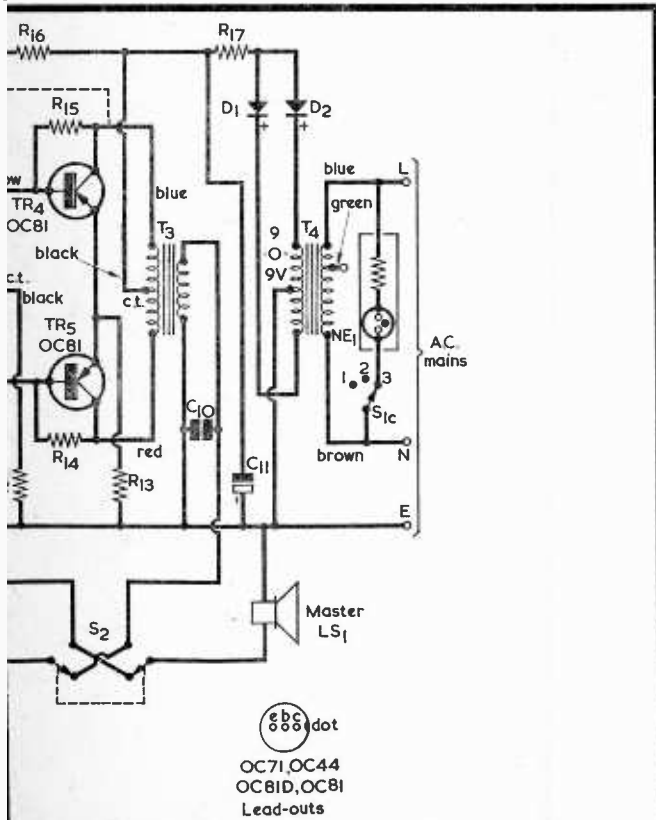 R16
R17
R15
D1
D2
+
+
ow
TR4
OC81
blue
T3
black
c.t.
c.t.
black
TR5
OC81
R14
red
R13
C10
C11
blue
L
green
9
T4
O
9V
NE1
A.C.
mains
1 2 3
S1c
brown
N
E
S2
Master
LS1
e b c
dot
OC71, OC44
OC81D, OC81
Lead-outs